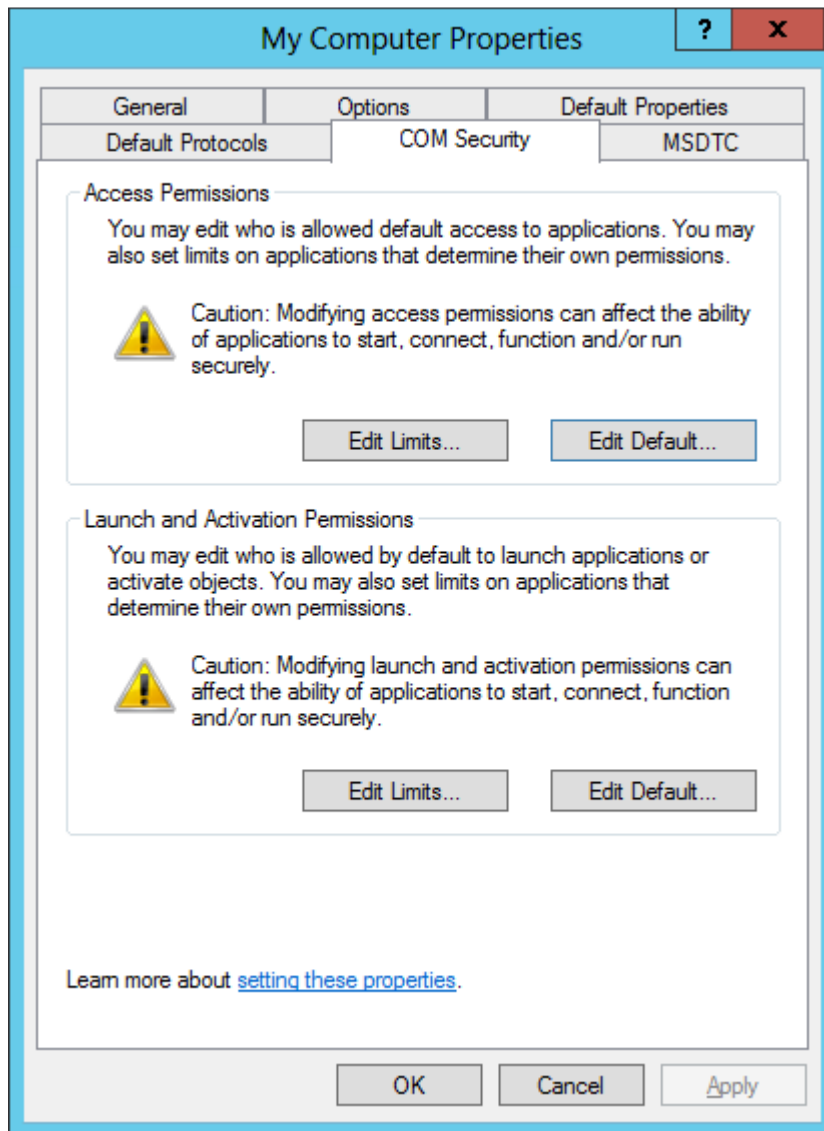 My Computer Properties
?
x
General
Options
Default Properties
Default Protocols
COM Security
MSDTC
Access Permissions
You may edit who is allowed default access to applications. You may
also set limits on applications that determine their own permissions.
Caution: Modifying access permissions can affect the ability
of applications to start, connect, function and/or run
securely.
Edit Limits...
Edit Default...
Launch and Activation Permissions
You may edit who is allowed by default to launch applications or
activate objects. You may also set limits on applications that
determine their own permissions.
Caution: Modifying launch and activation permissions can
affect the ability of applications to start, connect, function
and/or run securely.
Edit Limits...
Edit Default...
Learn more about setting these properties.
OK
Cancel
Apply